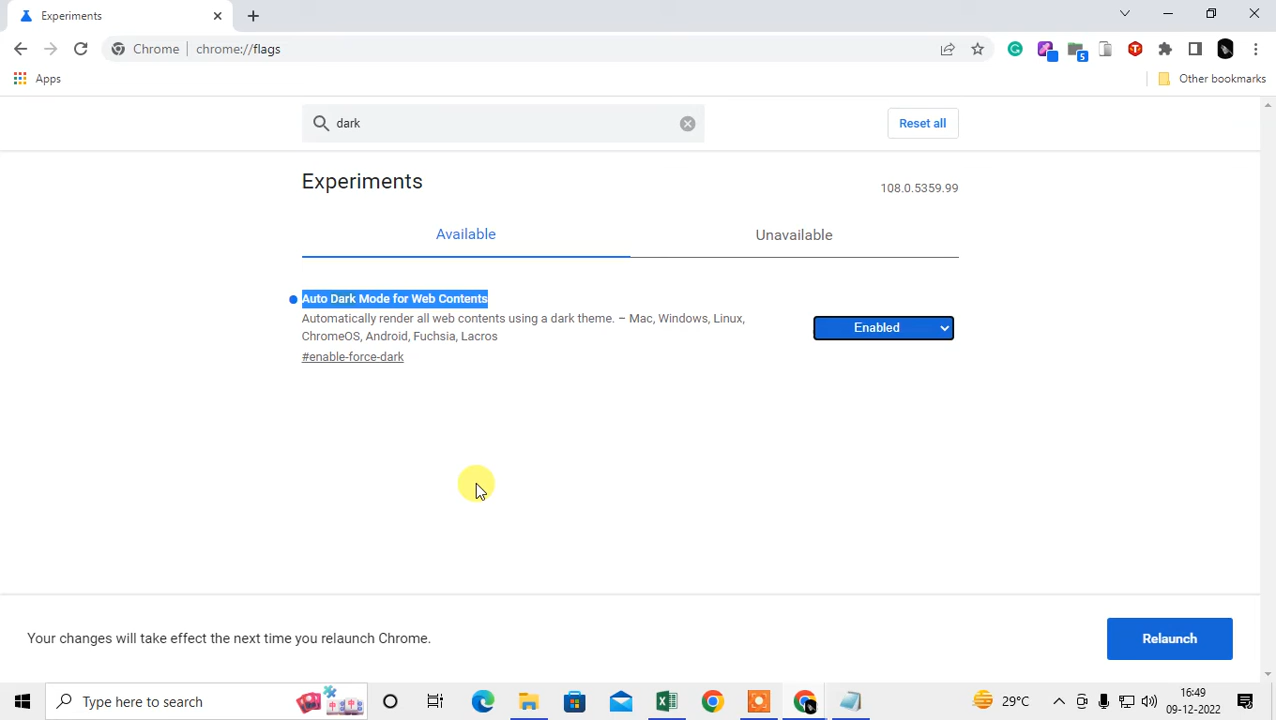 Experiments
Chrome | chrome://flags
5
Apps
Other bookmarks
dark
Reset all
Experiments
108.0.5359.99
Available
Unavailable
Auto Dark Mode for Web Contents
Automatically render all web contents using a dark theme. – Mac, Windows, Linux,
ChromeOS, Android, Fuchsia, Lacros
#enable-force-dark
Enabled
Your changes will take effect the next time you relaunch Chrome.
Relaunch
Type here to search
29°C
16:49
09-12-2022